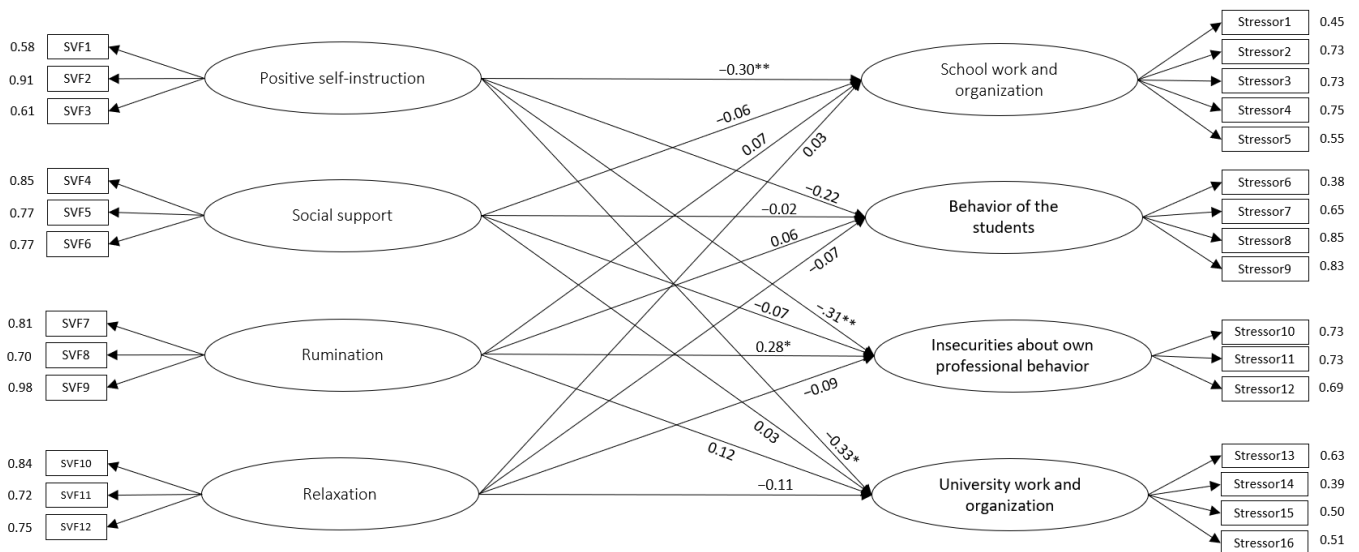 0.58 SVF1
0.91 SVF2
0.61 SVF3
Positive self-instruction
0.85 SVF4
0.77 SVF5
0.77 SVF6
Social support
0.81 SVF7
0.70 SVF8
0.98 SVF9
Rumination
0.84 SVF10
0.72 SVF11
0.75 SVF12
Relaxation
−0.30**
−0.06
0.07
0.03
−0.22
−0.02
0.06
−0.07
-.31**
−0.07
0.28*
−0.09
−0.33*
0.03
0.12
−0.11
School work and
organization
Stressor1 0.45
Stressor2 0.73
Stressor3 0.73
Stressor4 0.75
Stressor5 0.55
Behavior of the
students
Stressor6 0.38
Stressor7 0.65
Stressor8 0.85
Stressor9 0.83
Insecurities about own
professional behavior
Stressor10 0.73
Stressor11 0.73
Stressor12 0.69
University work and
organization
Stressor13 0.63
Stressor14 0.39
Stressor15 0.50
Stressor16 0.51